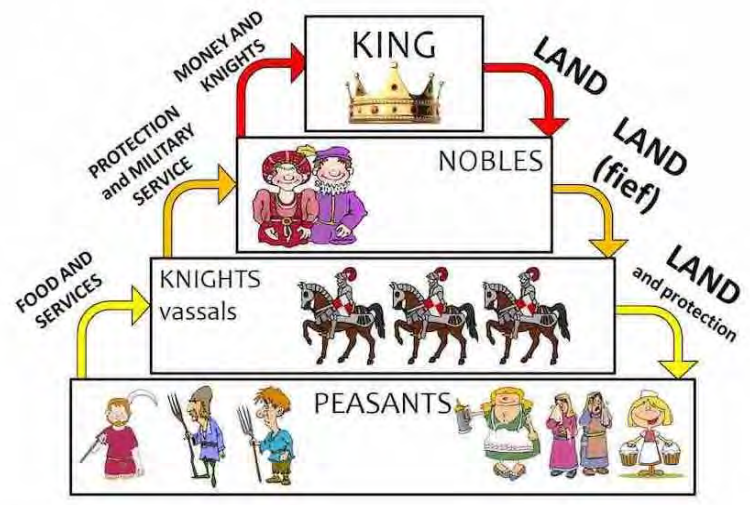 KING
MONEY AND
KNIGHTS
LAND
NOBLES
PROTECTION
and MILITARY
SERVICE
LAND
(fief)
KNIGHTS
vassals
FOOD AND
SERVICES
LAND
and protection
PEASANTS